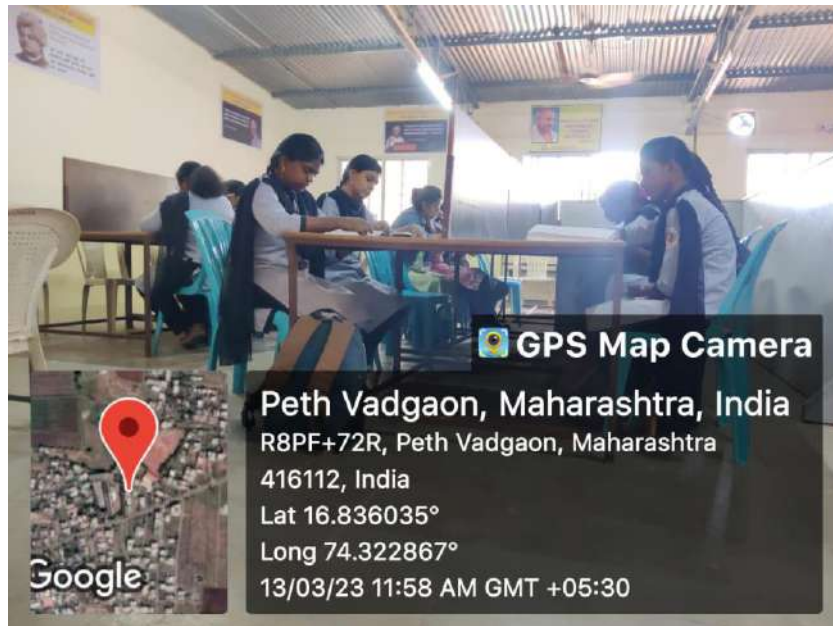 GPS Map Camera
Peth Vadgaon, Maharashtra, India
R8PF+72R, Peth Vadgaon, Maharashtra
416112, India
Lat 16.836035°
Long 74.322867°
13/03/23 11:58 AM GMT +05:30
Google